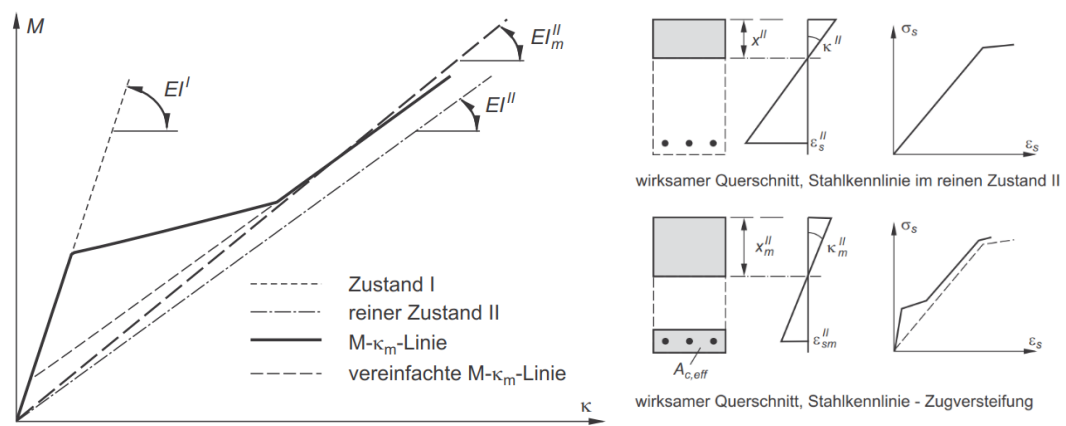 M
EI^I
EI_m^II
EI^II
Zustand I
reiner Zustand II
M-κ_m-Linie
vereinfachte M-κ_m-Linie
κ
x^II
κ^II
ε_s^II
σ_s
ε_s
wirksamer Querschnitt, Stahlkennlinie im reinen Zustand II
x_m^II
κ_m^II
ε_sm^II
A_c,eff
σ_s
ε_s
wirksamer Querschnitt, Stahlkennlinie - Zugversteifung